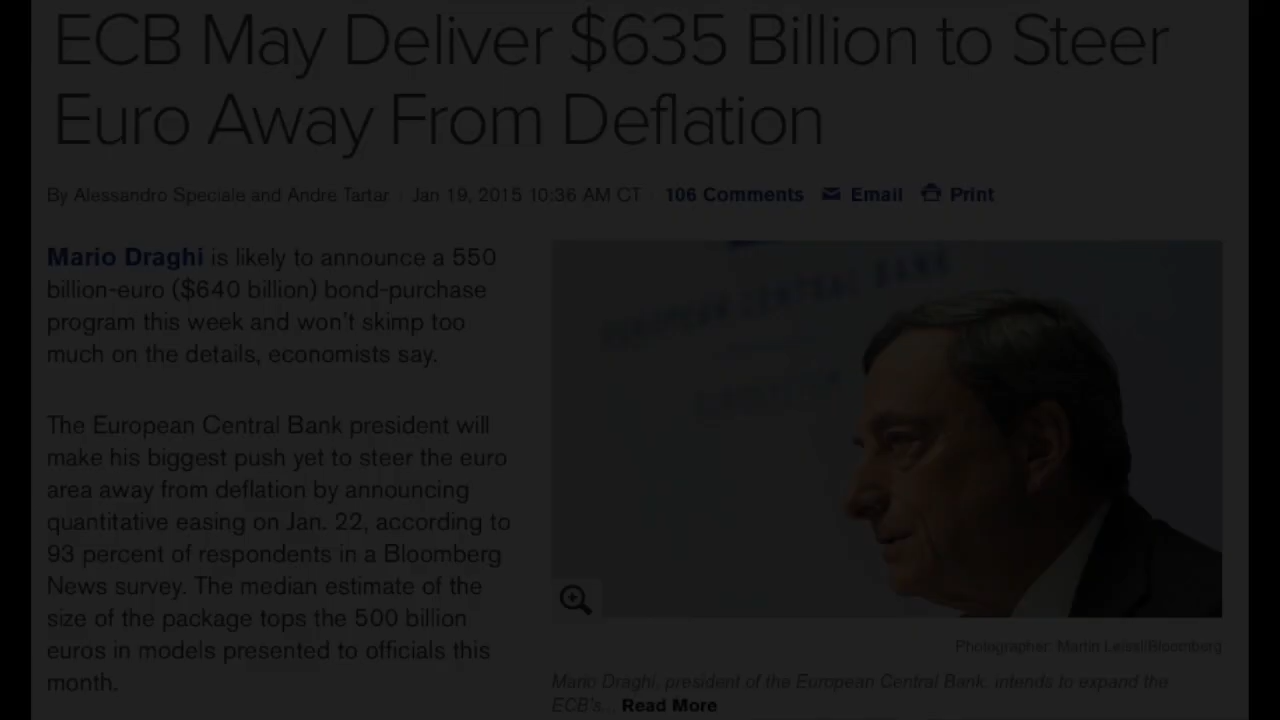 ECB May Deliver $635 Billion to Steer
Euro Away From Deflation
By Alessandro Speciale and Andre Tartar · Jan 19, 2015 10:36 AM CT · 106 Comments Email Print
Mario Draghi is likely to announce a 550
billion-euro ($640 billion) bond-purchase
program this week and won't skimp too
much on the details, economists say.
The European Central Bank president will
make his biggest push yet to steer the euro
area away from deflation by announcing
quantitative easing on Jan. 22, according to
93 percent of respondents in a Bloomberg
News survey. The median estimate of the
size of the package tops the 500 billion
euros in models presented to officials this
month.
EUROPEAN CENTRAL BANK
Photographer: Martin Leissl/Bloomberg
Mario Draghi, president of the European Central Bank, intends to expand the
ECB's... Read More